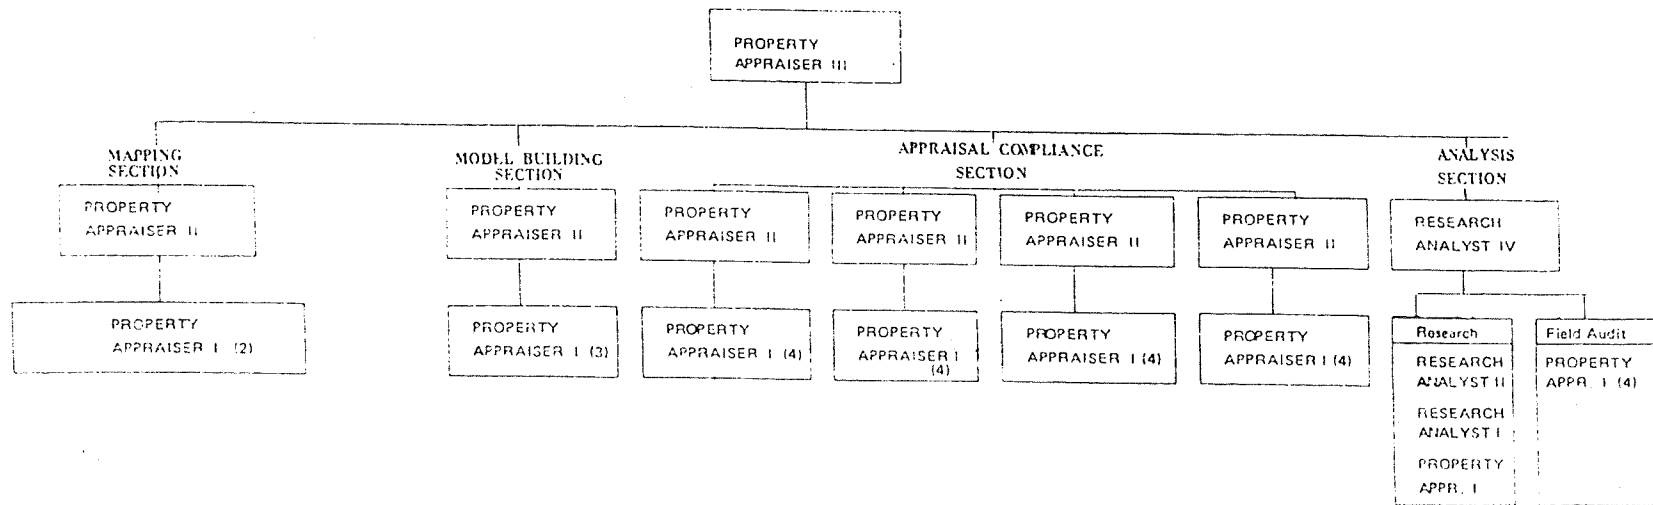 PROPERTY
APPRAISER III
MAPPING
SECTION
PROPERTY
APPRAISER II
PROPERTY
APPRAISER I (2)
MODEL BUILDING
SECTION
PROPERTY
APPRAISER II
PROPERTY
APPRAISER I (3)
APPRAISAL COMPLIANCE
SECTION
PROPERTY
APPRAISER II
PROPERTY
APPRAISER I (4)
PROPERTY
APPRAISER II
PROPERTY
APPRAISER I
(4)
PROPERTY
APPRAISER II
PROPERTY
APPRAISER I (4)
PROPERTY
APPRAISER II
PROPERTY
APPRAISER I (4)
ANALYSIS
SECTION
RESEARCH
ANALYST IV
Research
RESEARCH
ANALYST II
RESEARCH
ANALYST I
PROPERTY
APPR. I
Field Audit
PROPERTY
APPR. I (4)